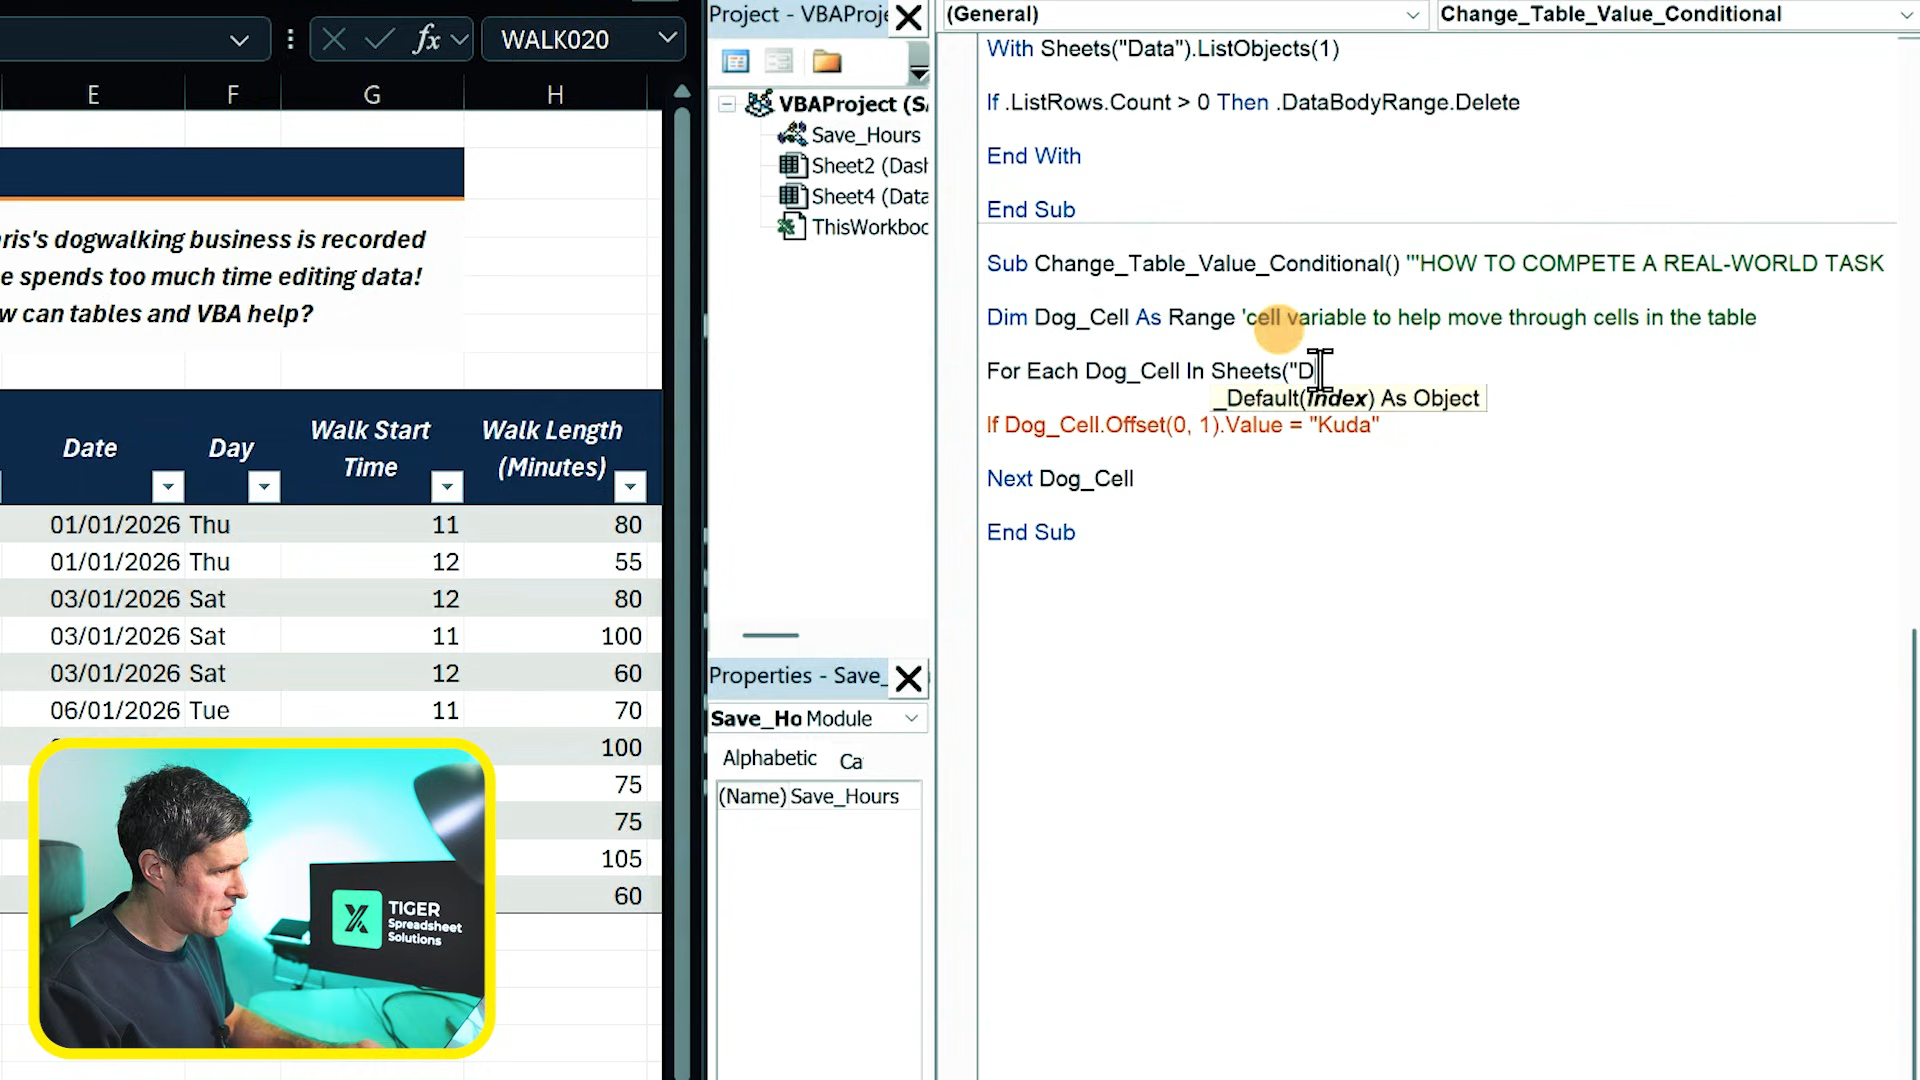 fx
WALK020
E
F
G
H
ris's dogwalking business is recorded
e spends too much time editing data!
w can tables and VBA help?
Date
Day
Walk Start
Time
Walk Length
(Minutes)
01/01/2026 Thu 11 80
01/01/2026 Thu 12 55
03/01/2026 Sat 12 80
03/01/2026 Sat 11 100
03/01/2026 Sat 12 60
06/01/2026 Tue 11 70
100
75
75
105
60
TIGER
Spreadsheet
Solutions
Project - VBAProje
VBAProject (SA
Save_Hours
Sheet2 (Dash
Sheet4 (Data
ThisWorkboo
Properties - Save_
Save_Ho Module
Alphabetic
Ca
(Name) Save_Hours
(General)
Change_Table_Value_Conditional
With Sheets("Data").ListObjects(1)
If .ListRows.Count > 0 Then .DataBodyRange.Delete
End With
End Sub
Sub Change_Table_Value_Conditional() '"HOW TO COMPETE A REAL-WORLD TASK
Dim Dog_Cell As Range 'cell variable to help move through cells in the table
For Each Dog_Cell In Sheets("D
_Default(Index) As Object
If Dog_Cell.Offset(0, 1).Value = "Kuda"
Next Dog_Cell
End Sub